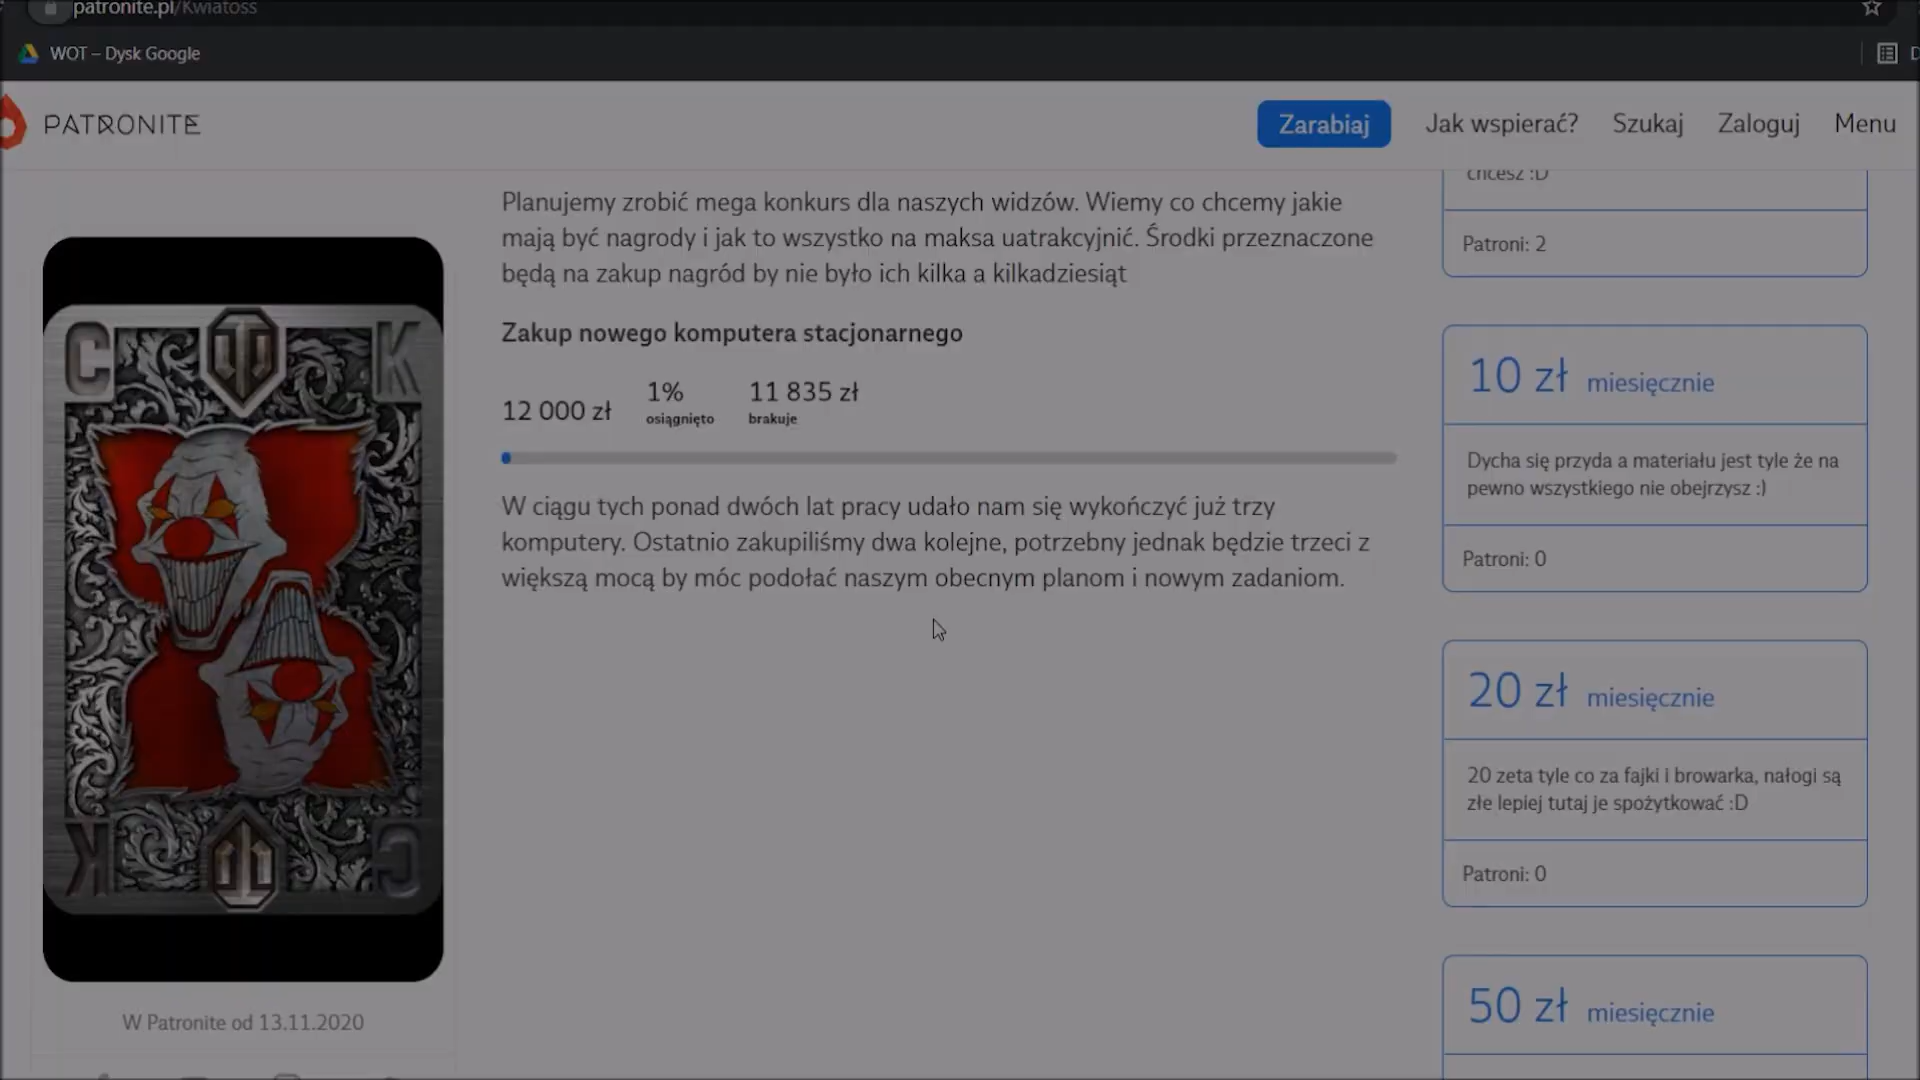 patronite.pl/Kwiatoss
WOT – Dysk Google
PATRONITE
Zarabiaj
Jak wspierać?
Szukaj
Zaloguj
Menu
Planujemy zrobić mega konkurs dla naszych widzów. Wiemy co chcemy jakie
mają być nagrody i jak to wszystko na maksa uatrakcyjnić. Środki przeznaczone
będą na zakup nagród by nie było ich kilka a kilkadziesiąt
Zakup nowego komputera stacjonarnego
12 000 zł
1%
osiągnięto
11 835 zł
brakuje
W ciągu tych ponad dwóch lat pracy udało nam się wykończyć już trzy
komputery. Ostatnio zakupiliśmy dwa kolejne, potrzebny jednak będzie trzeci z
większą mocą by móc podołać naszym obecnym planom i nowym zadaniom.
C K
K C
W Patronite od 13.11.2020
chcesz :D
Patroni: 2
10 zł miesięcznie
Dycha się przyda a materiału jest tyle że na
pewno wszystkiego nie obejrzysz :)
Patroni: 0
20 zł miesięcznie
20 zeta tyle co za fajki i browarka, nałogi są
złe lepiej tutaj je spożytkować :D
Patroni: 0
50 zł miesięcznie